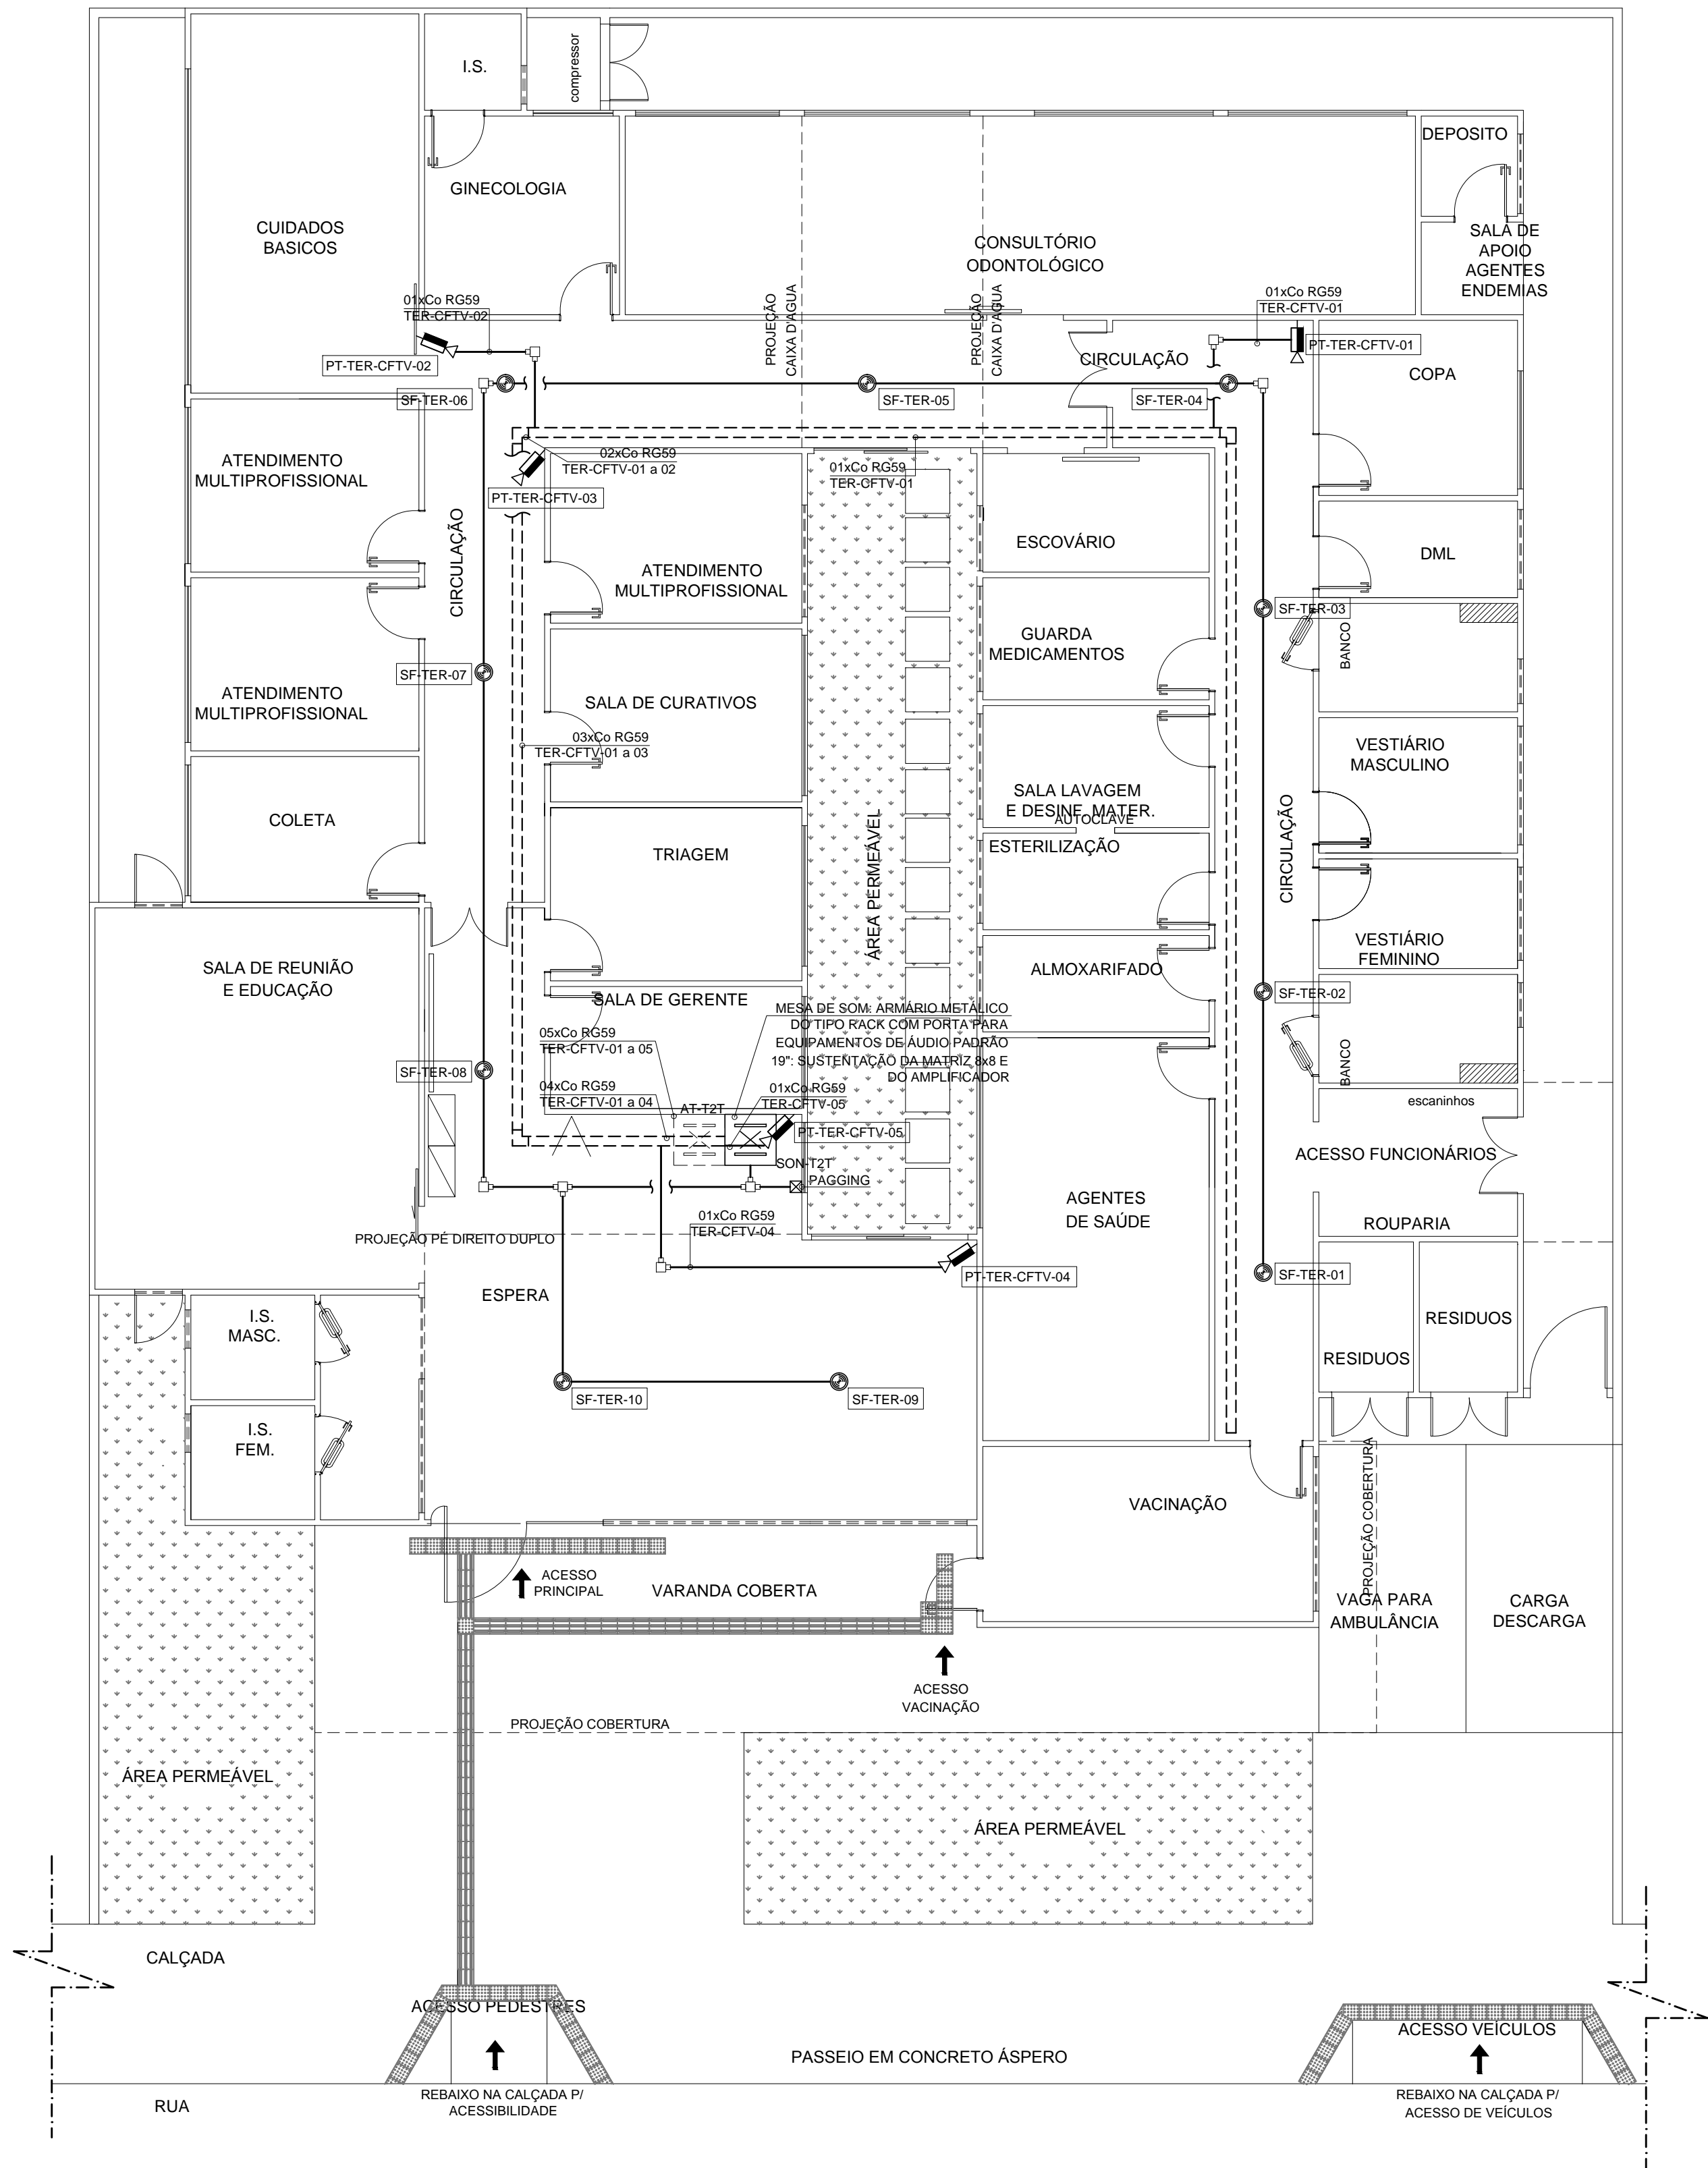 I.S.
compressor
DEPOSITO
GINECOLOGIA
CUIDADOS
BASICOS
CONSULTÓRIO
ODONTOLÓGICO
SALA DE
APOIO
AGENTES
ENDEMIAS
01xCo RG59
TER-CFTV-02
PROJEÇÃO
CAIXA D'AGUA
PROJEÇÃO
CAIXA D'AGUA
01xCo RG59
TER-CFTV-01
PT-TER-CFTV-02
CIRCULAÇÃO
PT-TER-CFTV-01
COPA
SF-TER-06
SF-TER-05
SF-TER-04
ATENDIMENTO
MULTIPROFISSIONAL
02xCo RG59
TER-CFTV-01 a 02
01xCo RG59
TER-CFTV-01
PT-TER-CFTV-03
CIRCULAÇÃO
ATENDIMENTO
MULTIPROFISSIONAL
ESCOVÁRIO
DML
SF-TER-03
BANCO
GUARDA
MEDICAMENTOS
SF-TER-07
ATENDIMENTO
MULTIPROFISSIONAL
SALA DE CURATIVOS
03xCo RG59
TER-CFTV-01 a 03
VESTIÁRIO
MASCULINO
SALA LAVAGEM
E DESINF. MATER.
AUTOCLAVE
COLETA
TRIAGEM
ÁREA PERMEÁVEL
ESTERILIZAÇÃO
CIRCULAÇÃO
VESTIÁRIO
FEMININO
SALA DE REUNIÃO
E EDUCAÇÃO
ALMOXARIFADO
SF-TER-02
SALA DE GERENTE
MESA DE SOM: ARMÁRIO METÁLICO
DO TIPO RACK COM PORTA PARA
EQUIPAMENTOS DE ÁUDIO PADRÃO
19": SUSTENTAÇÃO DA MATRIZ 8x8 E
DO AMPLIFICADOR
05xCo RG59
TER-CFTV-01 a 05
BANCO
SF-TER-08
04xCo RG59
TER-CFTV-01 a 04
01xCo RG59
TER-CFTV-05
AT-T2T
escaninhos
PT-TER-CFTV-05
SON-T2T
PAGGING
ACESSO FUNCIONÁRIOS
AGENTES
DE SAÚDE
01xCo RG59
TER-CFTV-04
ROUPARIA
PROJEÇÃO PÉ DIREITO DUPLO
PT-TER-CFTV-04
SF-TER-01
ESPERA
I.S.
MASC.
RESIDUOS
RESIDUOS
SF-TER-10
SF-TER-09
I.S.
FEM.
VACINAÇÃO
PROJEÇÃO COBERTURA
ACESSO
PRINCIPAL
VARANDA COBERTA
VAGA PARA
AMBULÂNCIA
CARGA
DESCARGA
ACESSO
VACINAÇÃO
PROJEÇÃO COBERTURA
ÁREA PERMEÁVEL
ÁREA PERMEÁVEL
CALÇADA
ACESSO PEDESTRES
ACESSO VEÍCULOS
PASSEIO EM CONCRETO ÁSPERO
RUA
REBAIXO NA CALÇADA P/
ACESSIBILIDADE
REBAIXO NA CALÇADA P/
ACESSO DE VEÍCULOS